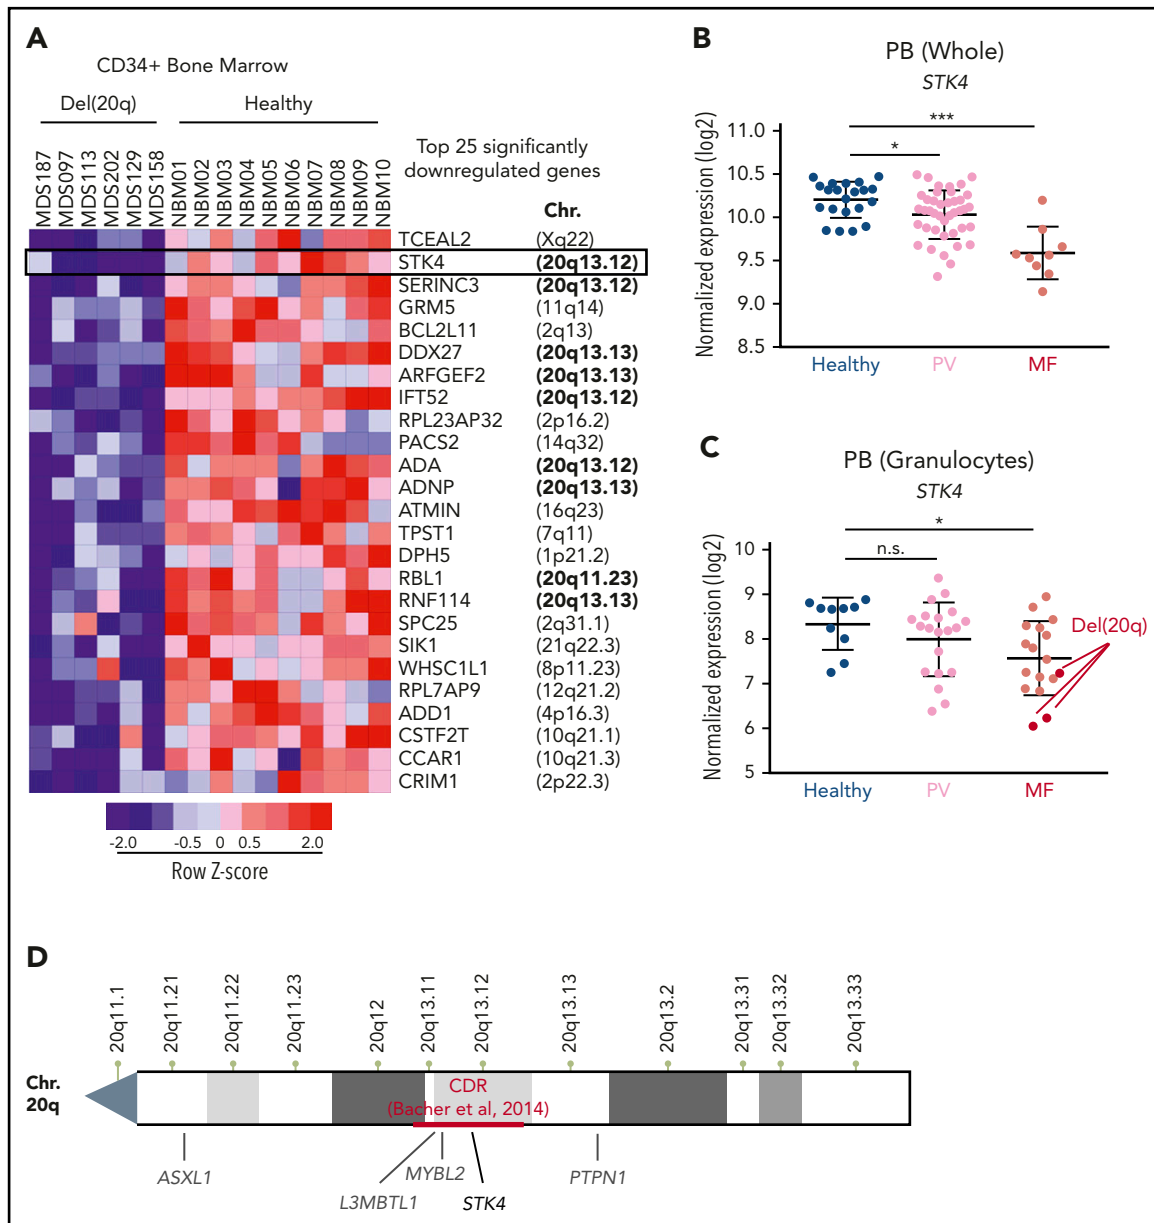 A
CD34+ Bone Marrow
Del(20q)
Healthy
MDS187
MDS097
MDS113
MDS202
MDS129
MDS158
NBM01
NBM02
NBM03
NBM04
NBM05
NBM06
NBM07
NBM08
NBM09
NBM10
Top 25 significantly
downregulated genes
Chr.
TCEAL2 (Xq22)
STK4 (20q13.12)
SERINC3 (20q13.12)
GRM5 (11q14)
BCL2L11 (2q13)
DDX27 (20q13.13)
ARFGEF2 (20q13.13)
IFT52 (20q13.12)
RPL23AP32 (2p16.2)
PACS2 (14q32)
ADA (20q13.12)
ADNP (20q13.13)
ATMIN (16q23)
TPST1 (7q11)
DPH5 (1p21.2)
RBL1 (20q11.23)
RNF114 (20q13.13)
SPC25 (2q31.1)
SIK1 (21q22.3)
WHSC1L1 (8p11.23)
RPL7AP9 (12q21.2)
ADD1 (4p16.3)
CSTF2T (10q21.1)
CCAR1 (10q21.3)
CRIM1 (2p22.3)
-2.0 -0.5 0 0.5 2.0
Row Z-score
B
PB (Whole)
STK4
Normalized expression (log2)
11.0
10.5
10.0
9.5
9.0
8.5
***
*
Healthy PV MF
C
PB (Granulocytes)
STK4
Normalized expression (log2)
10
9
8
7
6
5
*
n.s.
Del(20q)
Healthy PV MF
D
20q11.1
20q11.21
20q11.22
20q11.23
20q12
20q13.11
20q13.12
20q13.13
20q13.2
20q13.31
20q13.32
20q13.33
Chr.
20q
CDR
(Bacher et al, 2014)
ASXL1
L3MBTL1
MYBL2
STK4
PTPN1